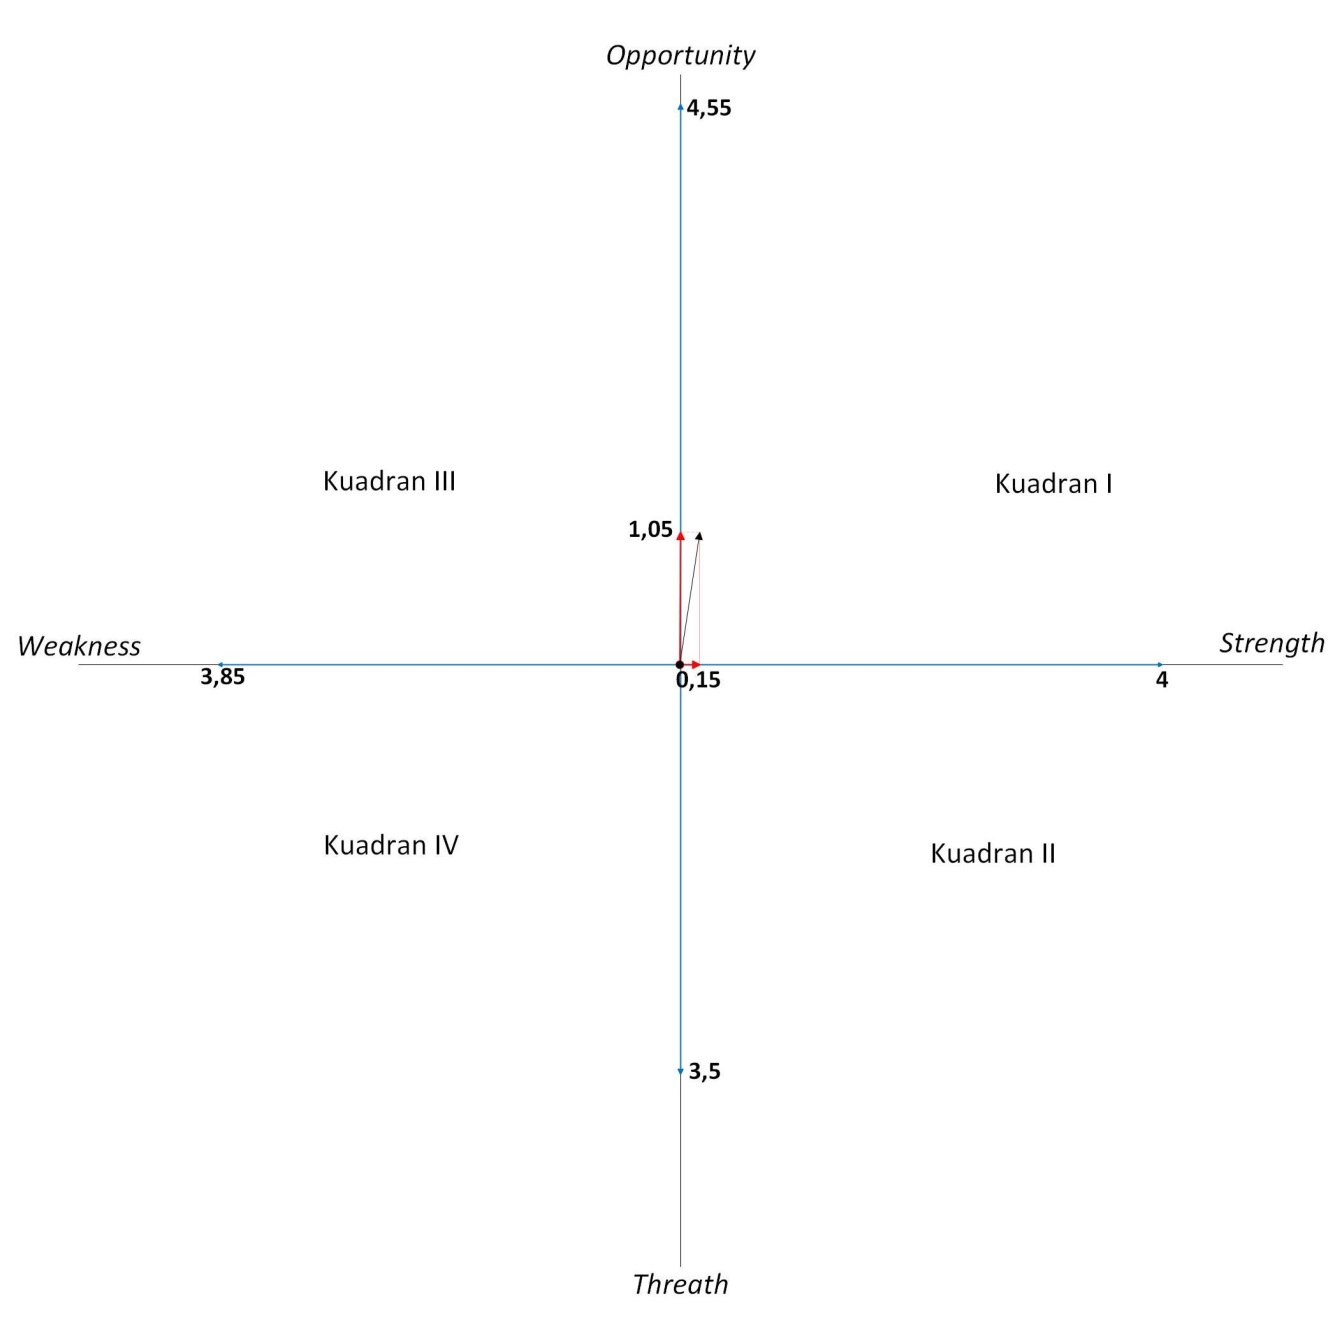 Opportunity
4,55
Kuadran III
Kuadran I
1,05
Weakness
Strength
3,85
0,15
4
Kuadran IV
Kuadran II
3,5
Threath